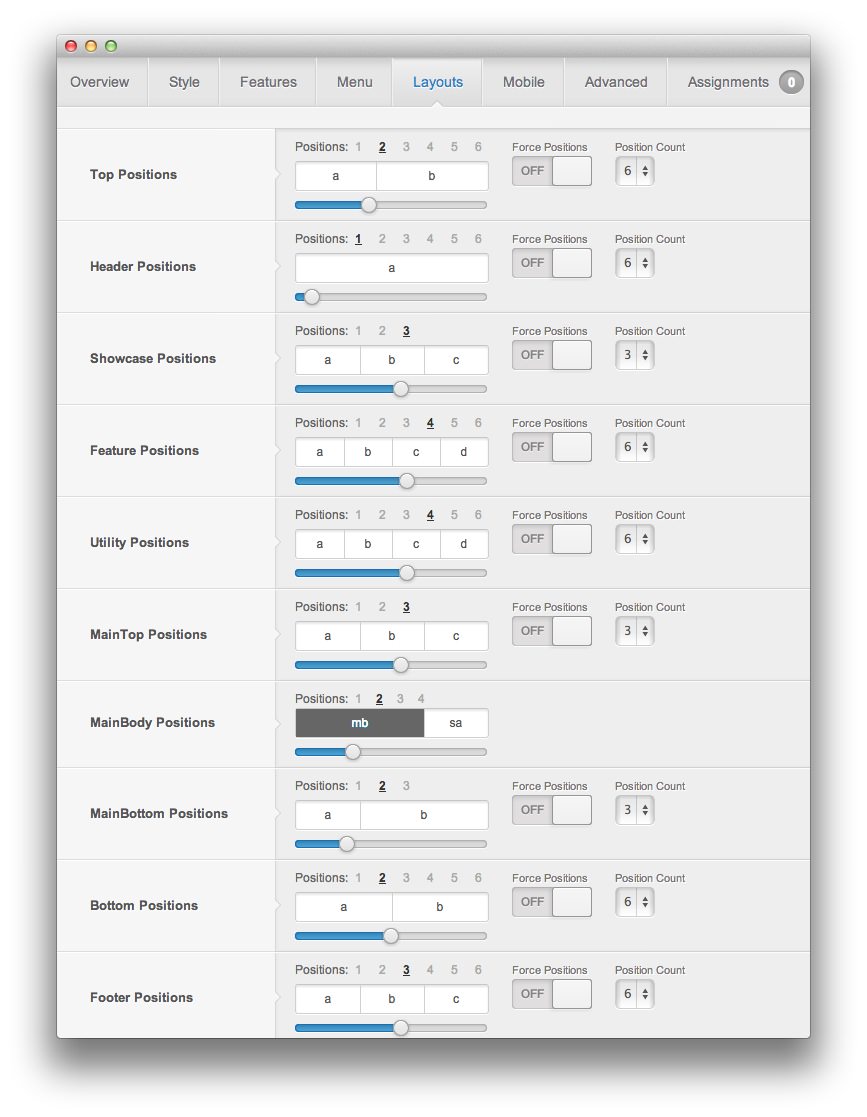 Overview Style Features Menu Layouts Mobile Advanced Assignments 0
Positions: 1 2 3 4 5 6 Force Positions Position Count
Top Positions a b OFF 6
Positions: 1 2 3 4 5 6 Force Positions Position Count
Header Positions a OFF 6
Positions: 1 2 3 Force Positions Position Count
Showcase Positions a b c OFF 3
Positions: 1 2 3 4 5 6 Force Positions Position Count
Feature Positions a b c d OFF 6
Positions: 1 2 3 4 5 6 Force Positions Position Count
Utility Positions a b c d OFF 6
Positions: 1 2 3 Force Positions Position Count
MainTop Positions a b c OFF 3
Positions: 1 2 3 4
MainBody Positions mb sa
Positions: 1 2 3 Force Positions Position Count
MainBottom Positions a b OFF 3
Positions: 1 2 3 4 5 6 Force Positions Position Count
Bottom Positions a b OFF 6
Positions: 1 2 3 4 5 6 Force Positions Position Count
Footer Positions a b c OFF 6